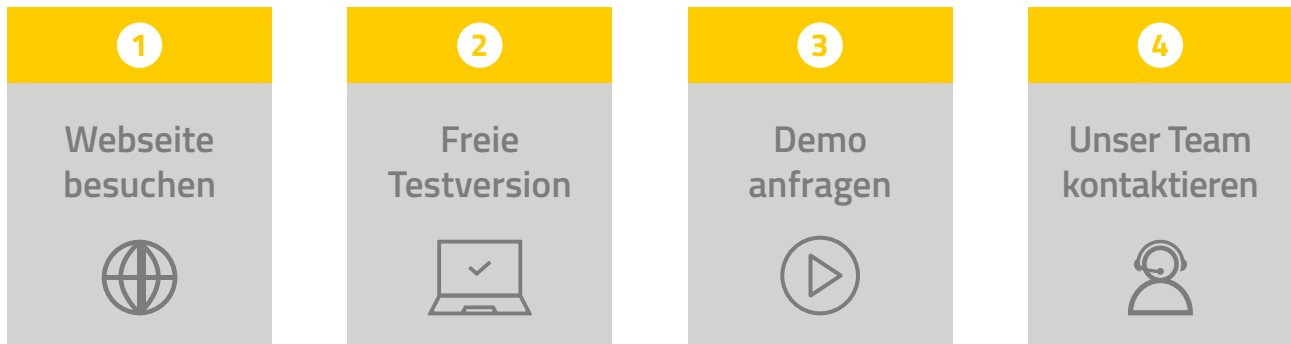 1
Webseite
besuchen
2
Freie
Testversion
3
Demo
anfragen
4
Unser Team
kontaktieren